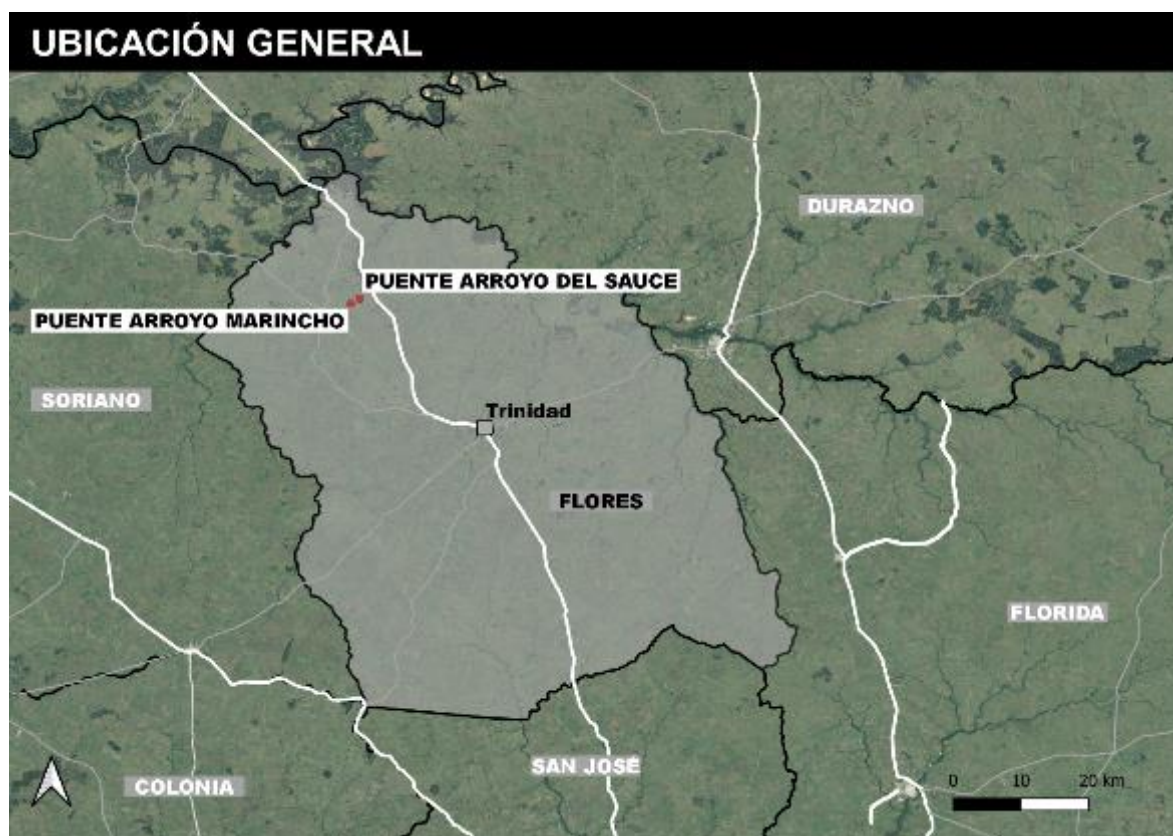 UBICACIÓN GENERAL
DURAZNO
PUENTE ARROYO DEL SAUCE
PUENTE ARROYO MARINCHO
SORIANO
Trinidad
FLORES
FLORIDA
SAN JOSÉ
COLONIA
0 10 20 km